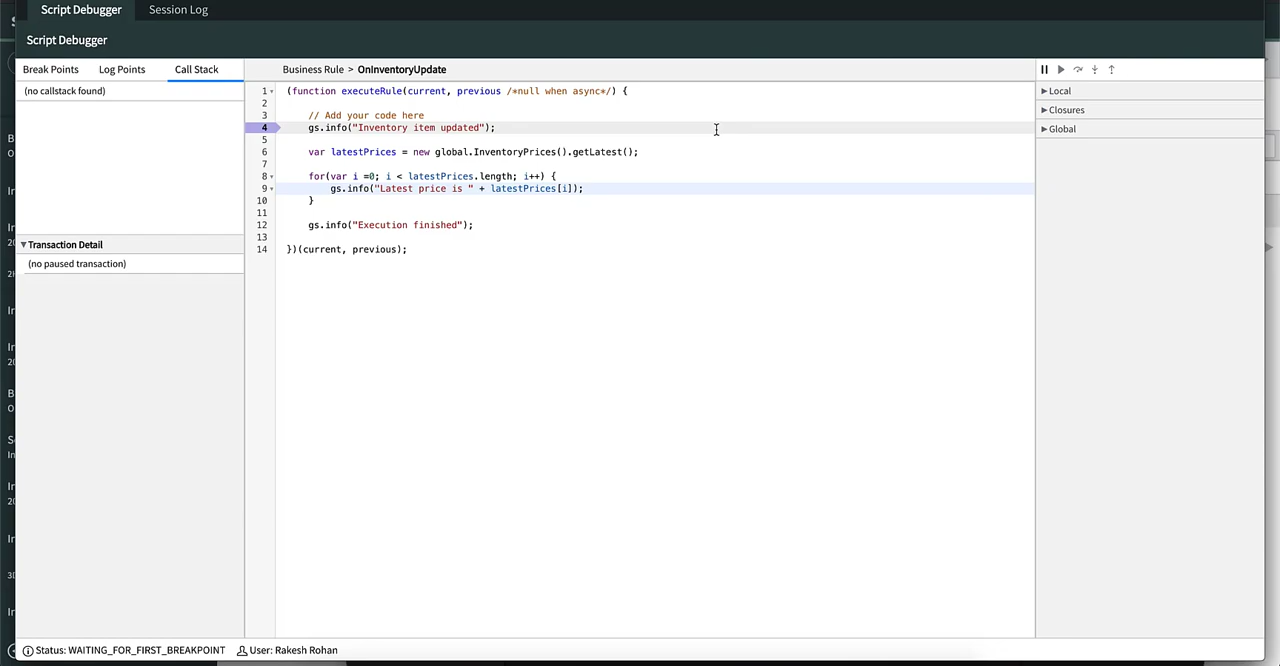 Script Debugger Session Log
Script Debugger
Break Points Log Points Call Stack
(no callstack found)
Transaction Detail
(no paused transaction)
Business Rule > OnInventoryUpdate
1 (function executeRule(current, previous /*null when async*/) {
2
3 // Add your code here
4 gs.info("Inventory item updated");
5
6 var latestPrices = new global.InventoryPrices().getLatest();
7
8 for(var i =0; i < latestPrices.length; i++) {
9 gs.info("Latest price is " + latestPrices[i]);
10 }
11
12 gs.info("Execution finished");
13
14 })(current, previous);
Local
Closures
Global
Status: WAITING_FOR_FIRST_BREAKPOINT User: Rakesh Rohan